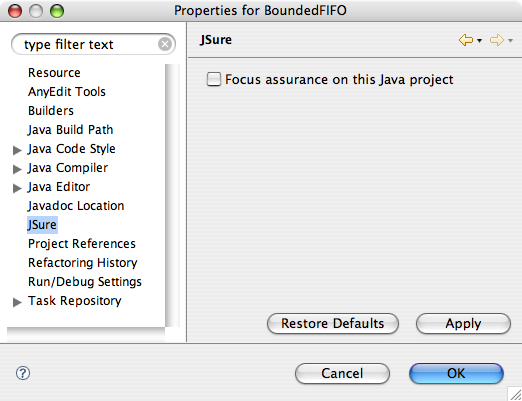 Properties for BoundedFIFO
type filter text
JSure
Resource
AnyEdit Tools
Builders
Java Build Path
Java Code Style
Java Compiler
Java Editor
Javadoc Location
JSure
Project References
Refactoring History
Run/Debug Settings
Task Repository
Focus assurance on this Java project
Restore Defaults
Apply
?
Cancel
OK